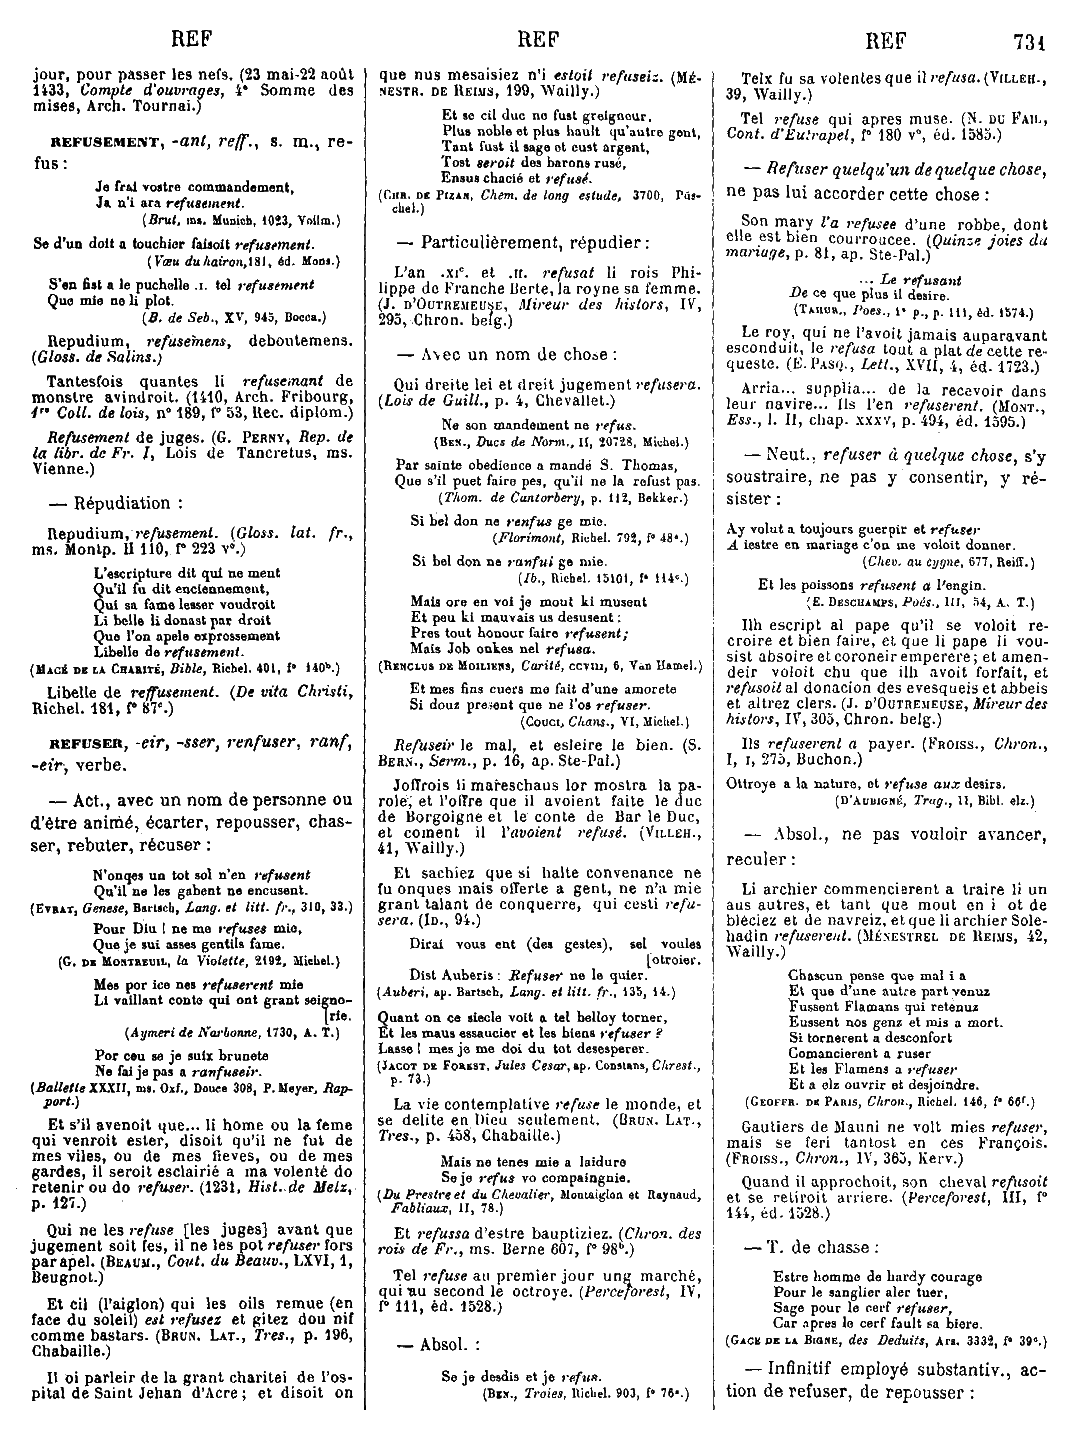 REF
REF
REF 731
jour, pour passer les nefs. (23 mai-22 août
1433, Compte d'ouvrages, 4e Somme des
mises, Arch. Tournai.)
REFUSEMENT, -ant, reff., s. m., re-
fus :
Je frai vostre commandement,
Ja n'i ara refusement.
(Brut, ms. Munich, 1023, Vollm.)
Se d'un doit a touchier faisoit refusement.
(Vœu du hairon, 181, éd. Mons.)
S'en fist a le puchelle .I. tel refusement
Que mie ne li plot.
(B. de Seb., XV, 945, Bocca.)
Repudium, refusemens, deboutemens.
(Gloss. de Salins.)
Tantesfois quantes li refusemant de
monstre avindroit. (1410, Arch. Fribourg,
1re Coll. de lois, n° 189, f° 53, Rec. diplom.)
Refusement de juges. (G. PERNY, Rep. de
la libr. de Fr. I, Lois de Tancretus, ms.
Vienne.)
— Répudiation :
Repudium, refusement. (Gloss. lat. fr.,
ms. Montp. H 110, f° 223 v°.)
L'escripture dit qui ne ment
Qu'il fu dit enciennement,
Qui sa fame lesser voudroit
Li belle li donast par droit
Que l'on apele expressement
Libelle de refusement.
(MACÉ DE LA CHARITÉ, Bible, Richel. 401, f° 140b.)
Libelle de reffusement. (De vita Christi,
Richel. 181, f° 87c.)
REFUSER, -eir, -sser, renfuser, ranf,
-eir, verbe.
— Act., avec un nom de personne ou
d'être animé, écarter, repousser, chas-
ser, rebuter, récuser :
N'onqes un tot sol n'en refusent
Qu'il ne les gabent ne encusent.
(EVRAT, Genese, Bartsch, Lang. et litt. fr., 310, 33.)
Pour Diu ! ne me refuses mie,
Que je sui asses gentils fame.
(G. DE MONTREUIL, la Violette, 2192, Michel.)
Mes por ice nes refuserent mie
Li vaillant conte qui ont grant seigno-
[rie.
(Aymeri de Narbonne, 1730, A. T.)
Por ceu se je suix brunete
Ne fai je pas a ranfuseir.
(Ballette XXXII, ms. Oxf., Douce 308, P. Meyer, Rap-
port.)
Et s'il avenoit que... li home ou la feme
qui venroit ester, disoit qu'il ne fut de
mes viles, ou de mes fieves, ou de mes
gardes, il seroit esclairié a ma volenté do
retenir ou do refuser. (1231, Hist. de Metz,
p. 127.)
Qui ne les refuse [les juges] avant que
jugement soit fes, il ne les pot refuser fors
par apel. (BEAUM., Cout. du Beauv., LXVI, 1,
Beugnot.)
Et cil (l'aiglon) qui les oils remue (en
face du soleil) est refusez et gitez dou nif
comme bastars. (BRUN. LAT., Tres., p. 196,
Chabaille.)
Il oi parleir de la grant charitei de l'os-
pital de Saint Jehan d'Acre ; et disoit on
que nus mesaisiez n'i estoit refuseiz. (MÉ-
NESTR. DE REIMS, 199, Wailly.)
Et se cil duc ne fust greigneur,
Plus noble et plus hault qu'autre gent,
Tant fust il sage et eust argent,
Tost seroit des barons rusé,
Ensus chacié et refusé.
(CHR. DE PIZAN, Chem. de long estude, 3700, Püs-
chel.)
— Particulièrement, répudier :
L'an .XIc. et .II. refusat li rois Phi-
lippe de Franche Berte, la royne sa femme.
(J. D'OUTREMEUSE, Mireur des histors, IV,
295, Chron. belg.)
— Avec un nom de chose :
Qui dreite lei et dreit jugement refusera.
(Lois de Guill., p. 4, Chevallet.)
Ne son mandement ne refus.
(BEN., Ducs de Norm., II, 20728, Michel.)
Par sainte obedience a mandé S. Thomas,
Que s'il puet faire pes, qu'il ne la refust pas.
(Thom. de Cantorbery, p. 112, Bekker.)
Si bel don ne renfus ge mie.
(Florimont, Richel. 792, f° 48a.)
Si bel don ne ranfui ge mie.
(Ib., Richel. 15101, f° 114c.)
Mais ore en voi je mout ki musent
Et peu ki mauvais us desusent :
Pres tout honour faire refusent ;
Mais Job onkes nel refusa.
(RENCLUS DE MOILIENS, Carité, CCVIII, 6, Van Hamel.)
Et mes fins cuers me fait d'une amorete
Si douz present que ne l'os refuser.
(COUCI, Chans., VI, Michel.)
Refuseir le mal, et esleire le bien. (S.
BERN., Serm., p. 16, ap. Ste-Pal.)
Joffrois li mareschaus lor mostra la pa-
role, et l'offre que il avoient faite le duc
de Borgoigne et le conte de Bar le Duc,
et coment il l'avoient refusé. (VILLEH.,
41, Wailly.)
Et sachiez que si halte convenance ne
fu onques mais offerte a gent, ne n'a mie
grant talant de conquerre, qui cesti refu-
sera. (ID., 94.)
Dirai vous ent (des gestes), sel voules
[otroier.
Dist Auberis : Refuser ne le quier.
(Auberi, ap. Bartsch, Lang. et litt. fr., 135, 14.)
Quant on ce siecle voit a tel belloy torner,
Et les maus essaucier et les biens refuser ?
Lasse ! mes je me doi du tot desesperer.
(JACOT DE FOREST, Jules Cesar, ap. Constans, Chrest.,
p. 73.)
La vie contemplative refuse le monde, et
se delite en Dieu seulement. (BRUN. LAT.,
Tres., p. 458, Chabaille.)
Mais ne tenes mie a laidure
Se je refus vo compaingnie.
(Du Prestre et du Chevalier, Montaiglon et Raynaud,
Fabliaux, II, 78.)
Et refussa d'estre bauptiziez. (Chron. des
rois de Fr., ms. Berne 607, f° 98b.)
Tel refuse au premier jour ung marché,
qui au second le octroye. (Perceforest, IV,
f° 111, éd. 1528.)
— Absol. :
Se je desdis et je refus.
(BEN., Troies, Richel. 903, f° 76a.)
Telx fu sa volentes que il refusa. (VILLEH.,
39, Wailly.)
Tel refuse qui apres muse. (N. DU FAIL,
Cont. d'Eutrapel, f° 180 v°, éd. 1585.)
— Refuser quelqu'un de quelque chose,
ne pas lui accorder cette chose :
Son mary l'a refusee d'une robbe, dont
elle est bien courroucee. (Quinze joies du
mariage, p. 81, ap. Ste-Pal.)
... Le refusant
De ce que plus il desire.
(TAHUR., Poes., 1e p., p. 111, éd. 1574.)
Le roy, qui ne l'avoit jamais auparavant
esconduit, le refusa tout a plat de cette re-
queste. (E. PASQ., Lett., XVII, 4, éd. 1723.)
Arria... supplia... de la recevoir dans
leur navire... Ils l'en refuserent. (MONT.,
Ess., l. II, chap. XXXV, p. 494, éd. 1595.)
— Neut., refuser à quelque chose, s'y
soustraire, ne pas y consentir, y ré-
sister :
Ay volut a toujours guerpir et refuser
A iestre en mariage c'on me voloit donner.
(Chev. au cygne, 677, Reiff.)
Et les poissons refusent a l'engin.
(E. DESCHAMPS, Poés., III, 54, A. T.)
Ilh escript al pape qu'il se voloit re-
croire et bien faire, et que li pape li vou-
sist absoire et coroneir emperere ; et amen-
deir voloit chu que ilh avoit forfait, et
refusoit al donacion des evesqueis et abbeis
et altrez clers. (J. D'OUTREMEUSE, Mireur des
histors, IV, 305, Chron. belg.)
Ils refuserent a payer. (FROISS., Chron.,
I, I, 275, Buchon.)
Ottroye a la nature, et refuse aux desirs.
(D'AUBIGNÉ, Trag., II, Bibl. elz.)
— Absol., ne pas vouloir avancer,
reculer :
Li archier commencierent a traire li un
aus autres, et tant que mout en i ot de
bleciez et de navreiz, et que li archier Sole-
hadin refuserent. (MÉNESTREL DE REIMS, 42,
Wailly.)
Chascun pense que mal i a
Et que d'une autre part venuz
Fussent Flamans qui retenuz
Eussent nos genz et mis a mort.
Si tornerent a desconfort
Comancierent a ruser
Et les Flamens a refuser
Et a elz ouvrir et desjoindre.
(GEOFFR. DE PARIS, Chron., Richel. 146, f° 66f.)
Gautiers de Mauni ne volt mies refuser,
mais se feri tantost en ces François.
(FROISS., Chron., IV, 365, Kerv.)
Quand il approchoit, son cheval refusoit
et se retiroit arriere. (Perceforest, III, f°
144, éd. 1528.)
— T. de chasse :
Estre homme de hardy courage
Pour le sanglier aler tuer,
Sage pour le cerf refuser,
Car apres le cerf fault sa biere.
(GACE DE LA BIGNE, des Deduits, Ars. 3332, f° 39a.)
— Infinitif employé substantiv., ac-
tion de refuser, de repousser :